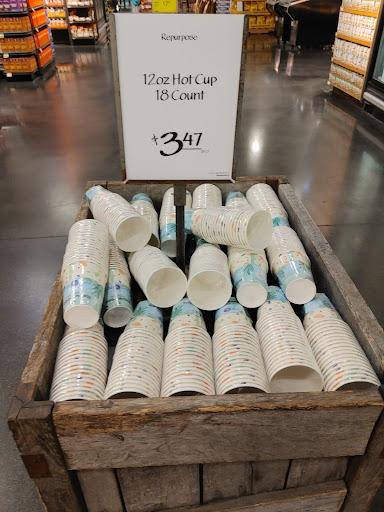 Repurpose
12oz Hot Cup
18 Count
$3.47